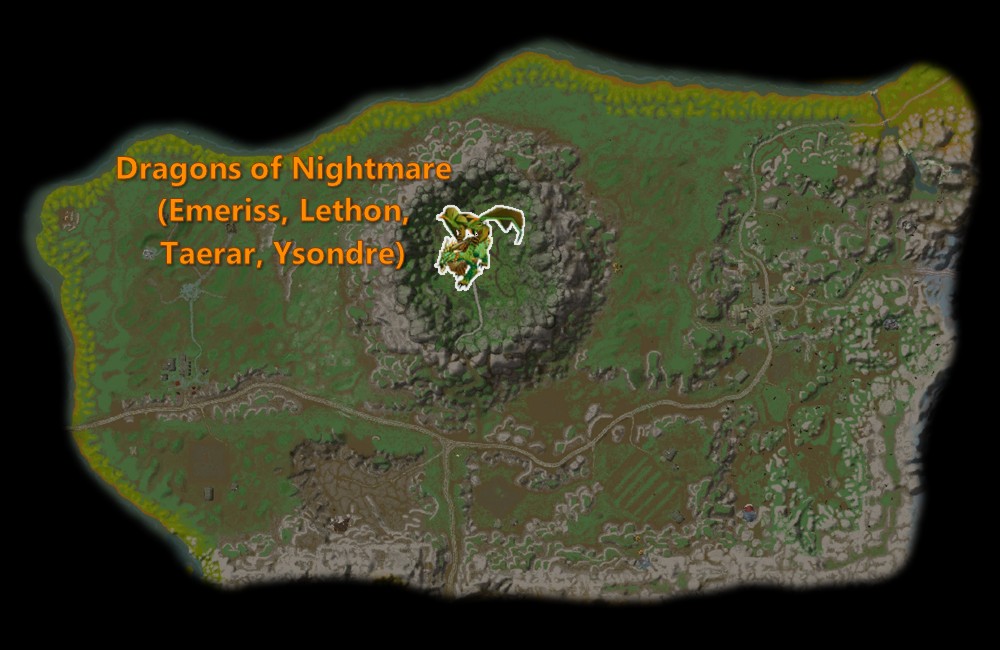 Dragons of Nightmare
(Emeriss, Lethon,
Taerar, Ysondre)